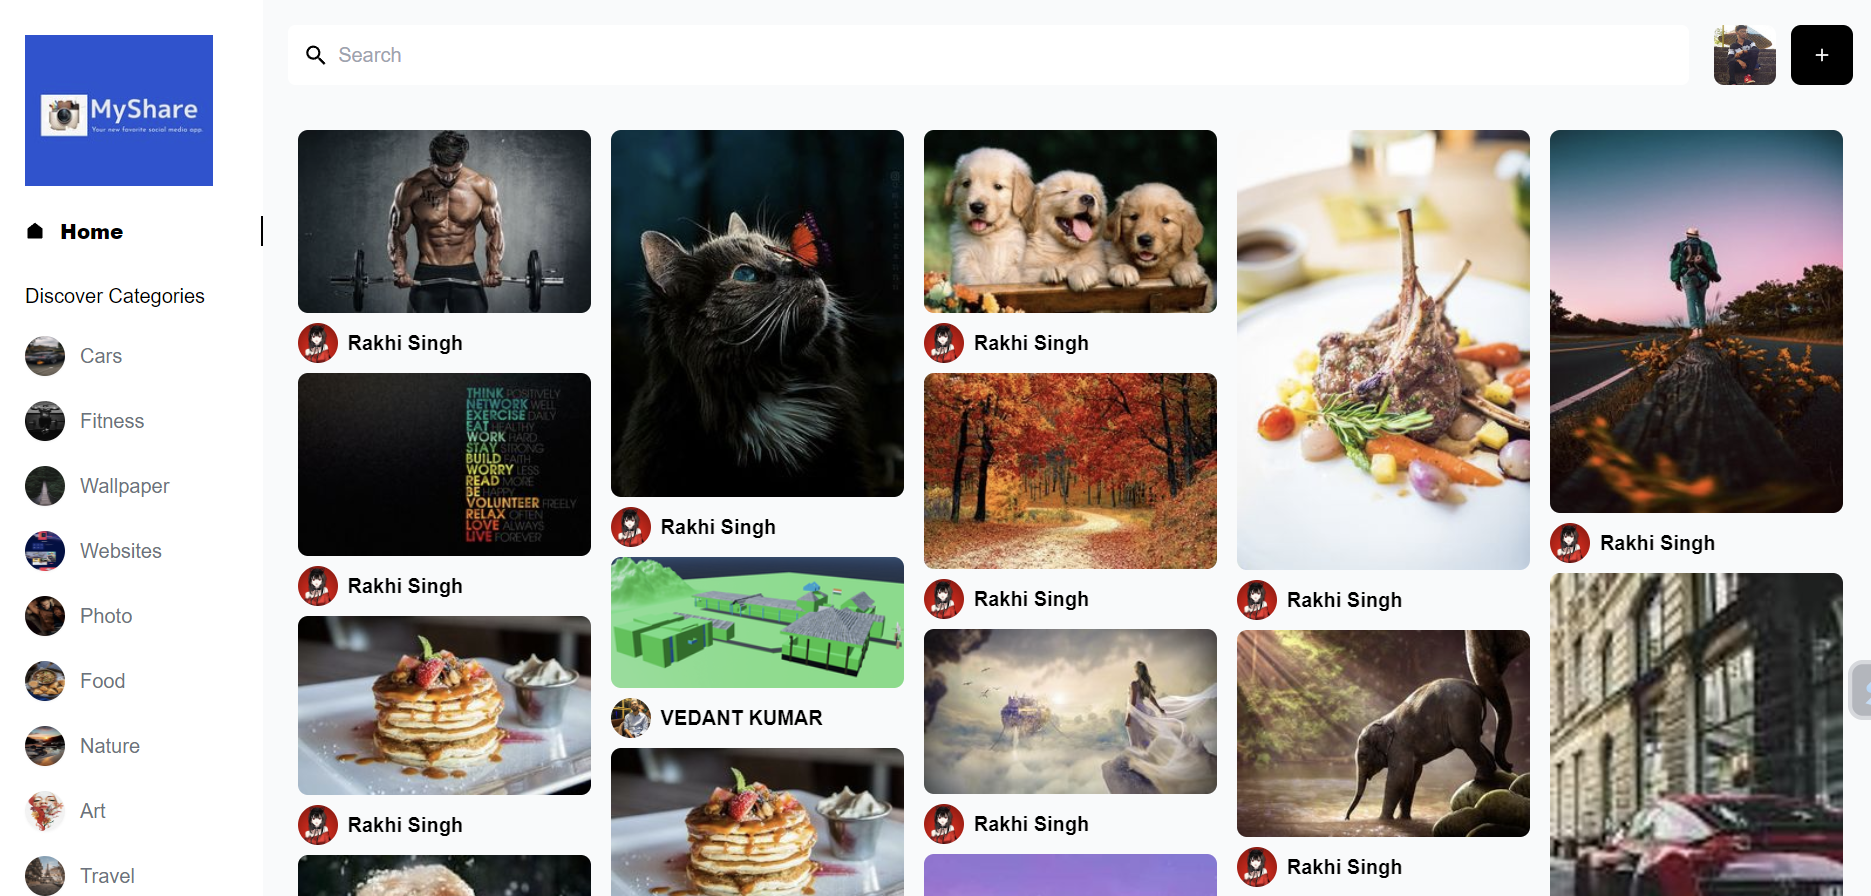 MyShare
Your new favorite social media app.
Home
Discover Categories
Cars
Fitness
Wallpaper
Websites
Photo
Food
Nature
Art
Travel
Search
+
Rakhi Singh
THINK POSITIVELY
NETWORK WELL
EXERCISE DAILY
EAT HEALTHY
WORK HARD
STAY STRONG
BUILD FAITH
WORRY LESS
READ MORE
BE HAPPY
VOLUNTEER FREELY
RELAX OFTEN
LOVE ALWAYS
LIVE FOREVER
Rakhi Singh
Rakhi Singh
Rakhi Singh
VEDANT KUMAR
Rakhi Singh
Rakhi Singh
Rakhi Singh
Rakhi Singh
Rakhi Singh
Rakhi Singh